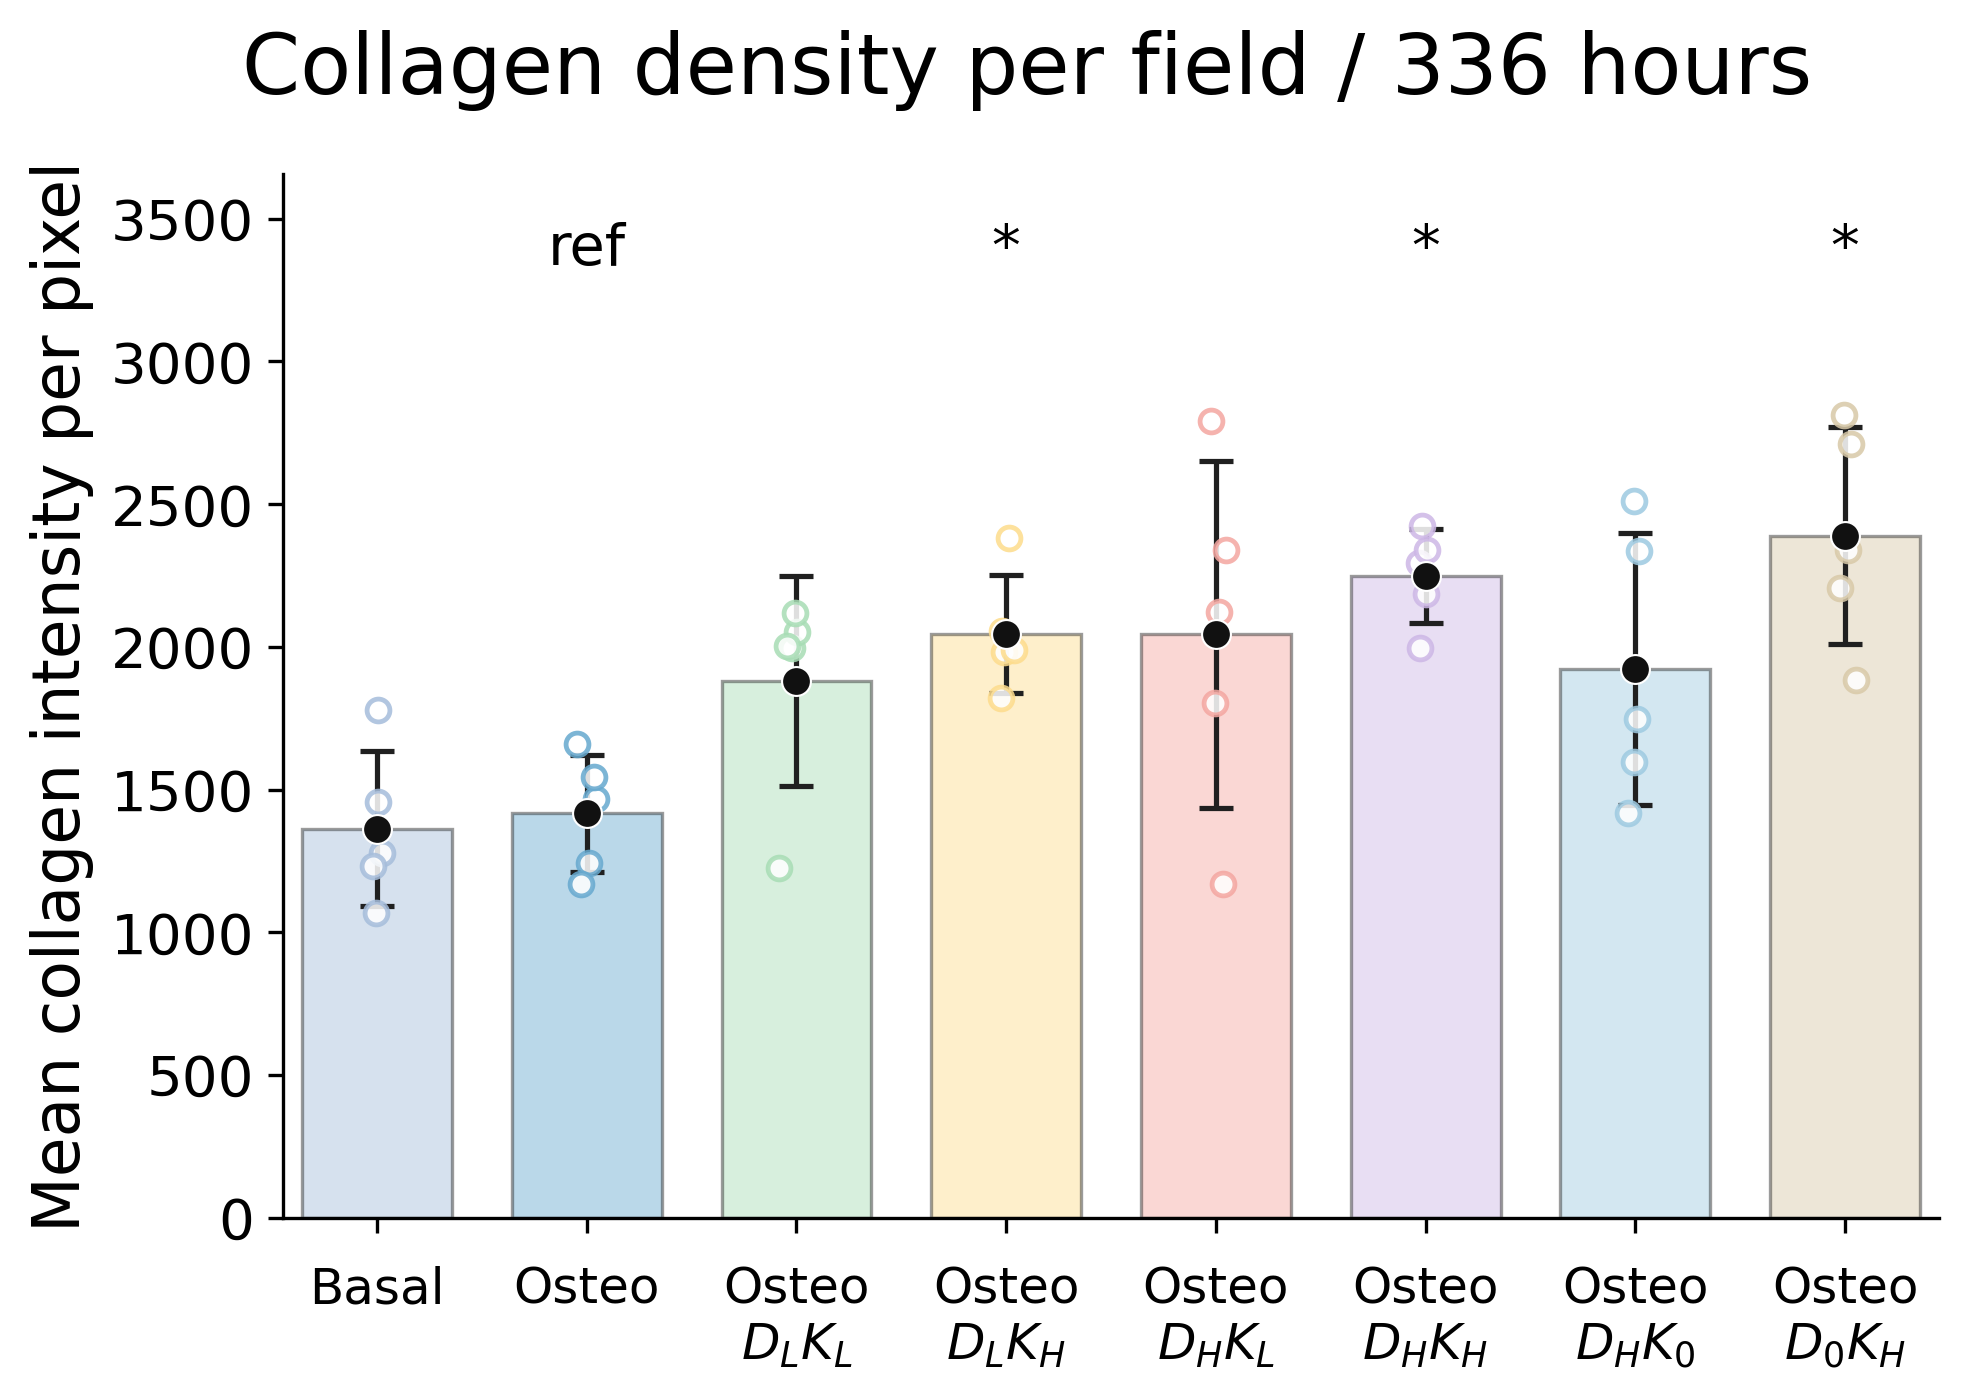 Collagen density per field / 336 hours
Mean collagen intensity per pixel
3500
3000
2500
2000
1500
1000
500
0
ref * * *
Basal Osteo Osteo Osteo Osteo Osteo Osteo Osteo
D_L K_L D_L K_H D_H K_L D_H K_H D_H K_0 D_0 K_H